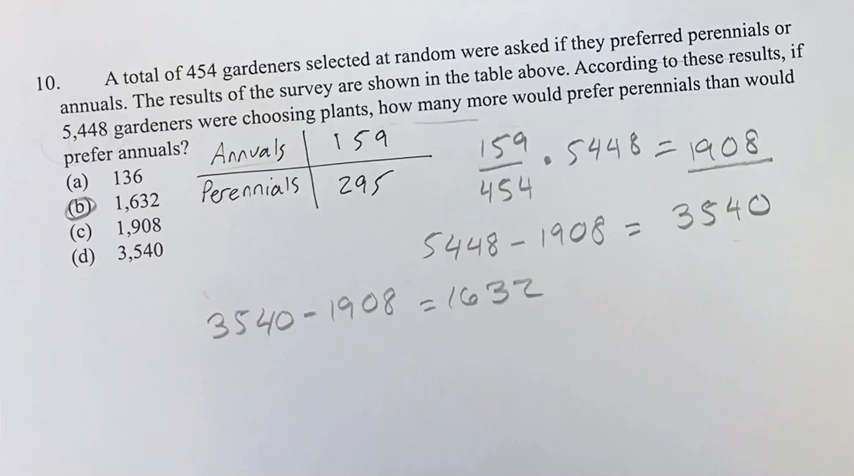 10. A total of 454 gardeners selected at random were asked if they preferred perennials or
annuals. The results of the survey are shown in the table above. According to these results, if
5,448 gardeners were choosing plants, how many more would prefer perennials than would
prefer annuals?
Annuals 159
Perennials 295
(a) 136
(b) 1,632
(c) 1,908
(d) 3,540
159/454 · 5448 = 1908
5448 - 1908 = 3540
3540 - 1908 = 1632